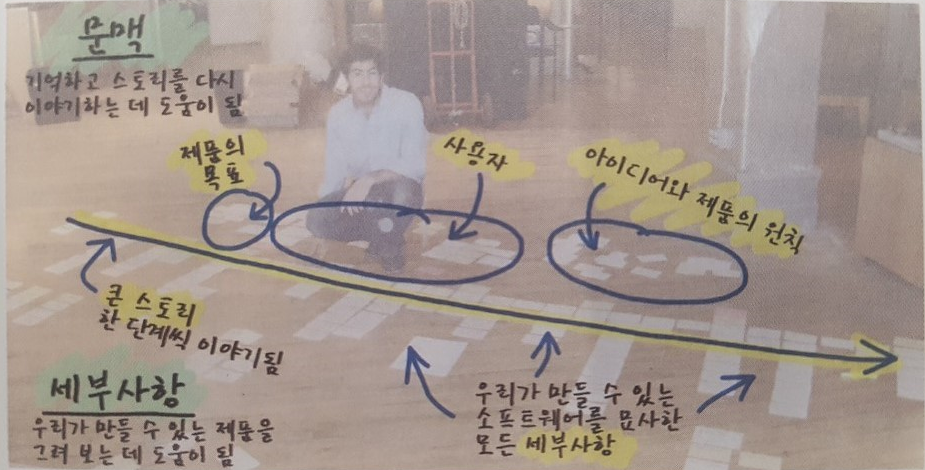 문맥
기억하고 스토리를 다시
이야기하는 데 도움이 됨
제품의
목표
사용자
아이디어와 제품의 원칙
큰 스토리
한 단계씩 이야기됨
세부사항
우리가 만들 수 있는 제품을
그려 보는 데 도움이 됨
우리가 만들 수 있는
소프트웨어를 묘사한
모든 세부사항